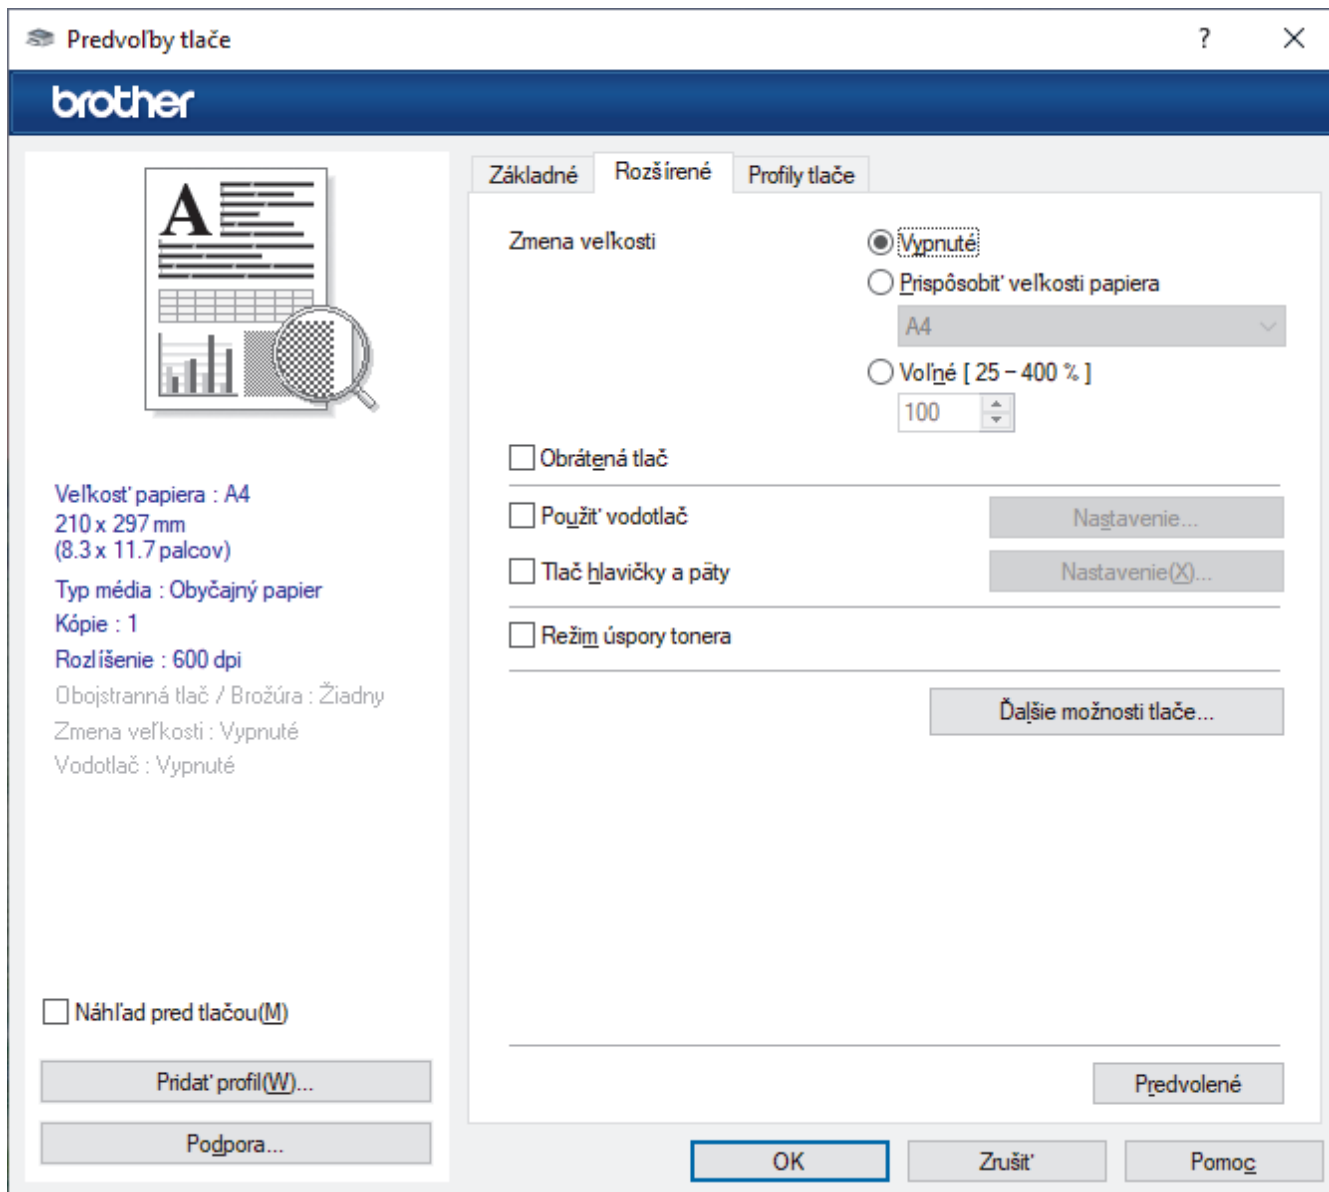 Predvoľby tlače
brother
A
Veľkosť papiera : A4
210 x 297 mm
(8.3 x 11.7 palcov)
Typ média : Obyčajný papier
Kópie : 1
Rozlíšenie : 600 dpi
Obojstranná tlač / Brožúra : Žiadny
Zmena veľkosti : Vypnuté
Vodotlač : Vypnuté
Náhľad pred tlačou(M)
Pridať profil(W)...
Podpora...
Základné Rozšírené Profily tlače
Zmena veľkosti
Vypnuté
Prispôsobiť veľkosti papiera
A4
Voľné [ 25 – 400 % ]
100
Obrátená tlač
Použiť vodotlač Nastavenie...
Tlač hlavičky a päty Nastavenie(X)...
Režim úspory tonera
Ďalšie možnosti tlače...
Predvolené
OK Zrušiť Pomoc